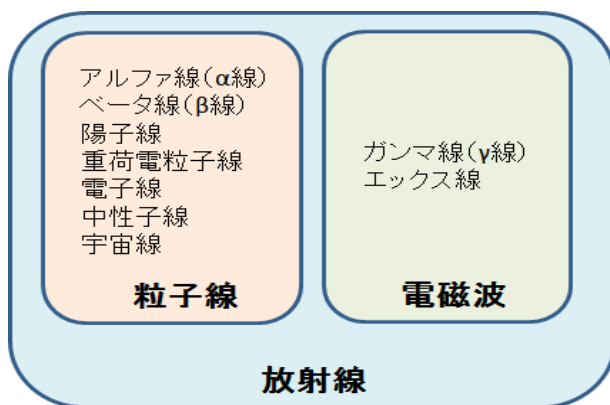 アルファ線(α線)
ベータ線(β線)
陽子線
重荷電粒子線
電子線
中性子線
宇宙線
粒子線
ガンマ線(γ線)
エックス線
電磁波
放射線